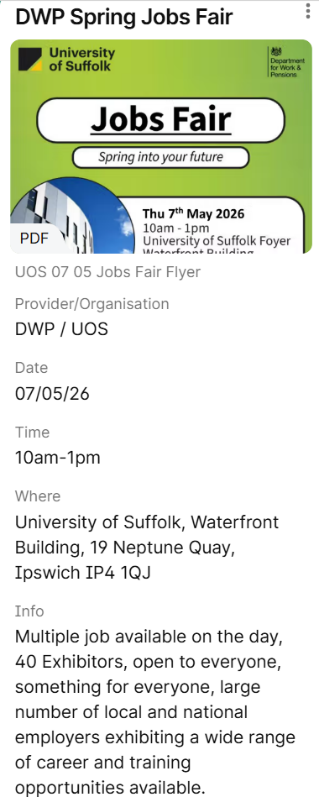 DWP Spring Jobs Fair
University
of Suffolk
Department
for Work &
Pensions
Jobs Fair
Spring into your future
Thu 7th May 2026
10am - 1pm
University of Suffolk Foyer
Waterfront Building
PDF
UOS 07 05 Jobs Fair Flyer
Provider/Organisation
DWP / UOS
Date
07/05/26
Time
10am-1pm
Where
University of Suffolk, Waterfront
Building, 19 Neptune Quay,
Ipswich IP4 1QJ
Info
Multiple job available on the day,
40 Exhibitors, open to everyone,
something for everyone, large
number of local and national
employers exhibiting a wide range
of career and training
opportunities available.